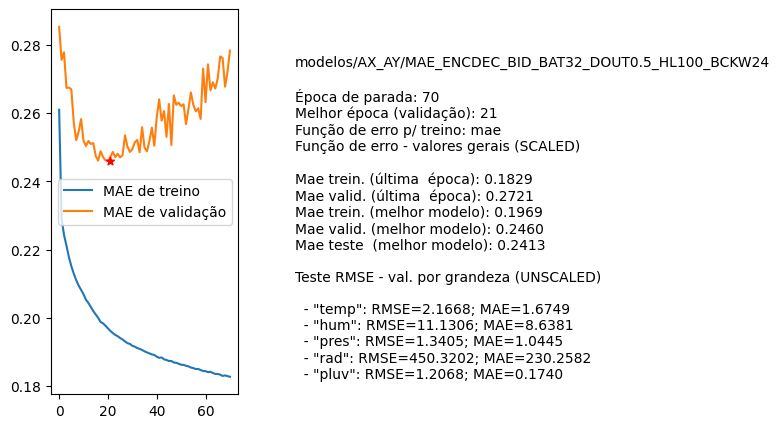 0.28
0.26
0.24
0.22
0.20
0.18
0
20
40
60
MAE de treino
MAE de validação
modelos/AX_AY/MAE_ENCDEC_BID_BAT32_DOUT0.5_HL100_BCKW24
Época de parada: 70
Melhor época (validação): 21
Função de erro p/ treino: mae
Função de erro - valores gerais (SCALED)
Mae trein. (última  época): 0.1829
Mae valid. (última  época): 0.2721
Mae trein. (melhor modelo): 0.1969
Mae valid. (melhor modelo): 0.2460
Mae teste  (melhor modelo): 0.2413
Teste RMSE - val. por grandeza (UNSCALED)
- "temp": RMSE=2.1668; MAE=1.6749
- "hum": RMSE=11.1306; MAE=8.6381
- "pres": RMSE=1.3405; MAE=1.0445
- "rad": RMSE=450.3202; MAE=230.2582
- "pluv": RMSE=1.2068; MAE=0.1740